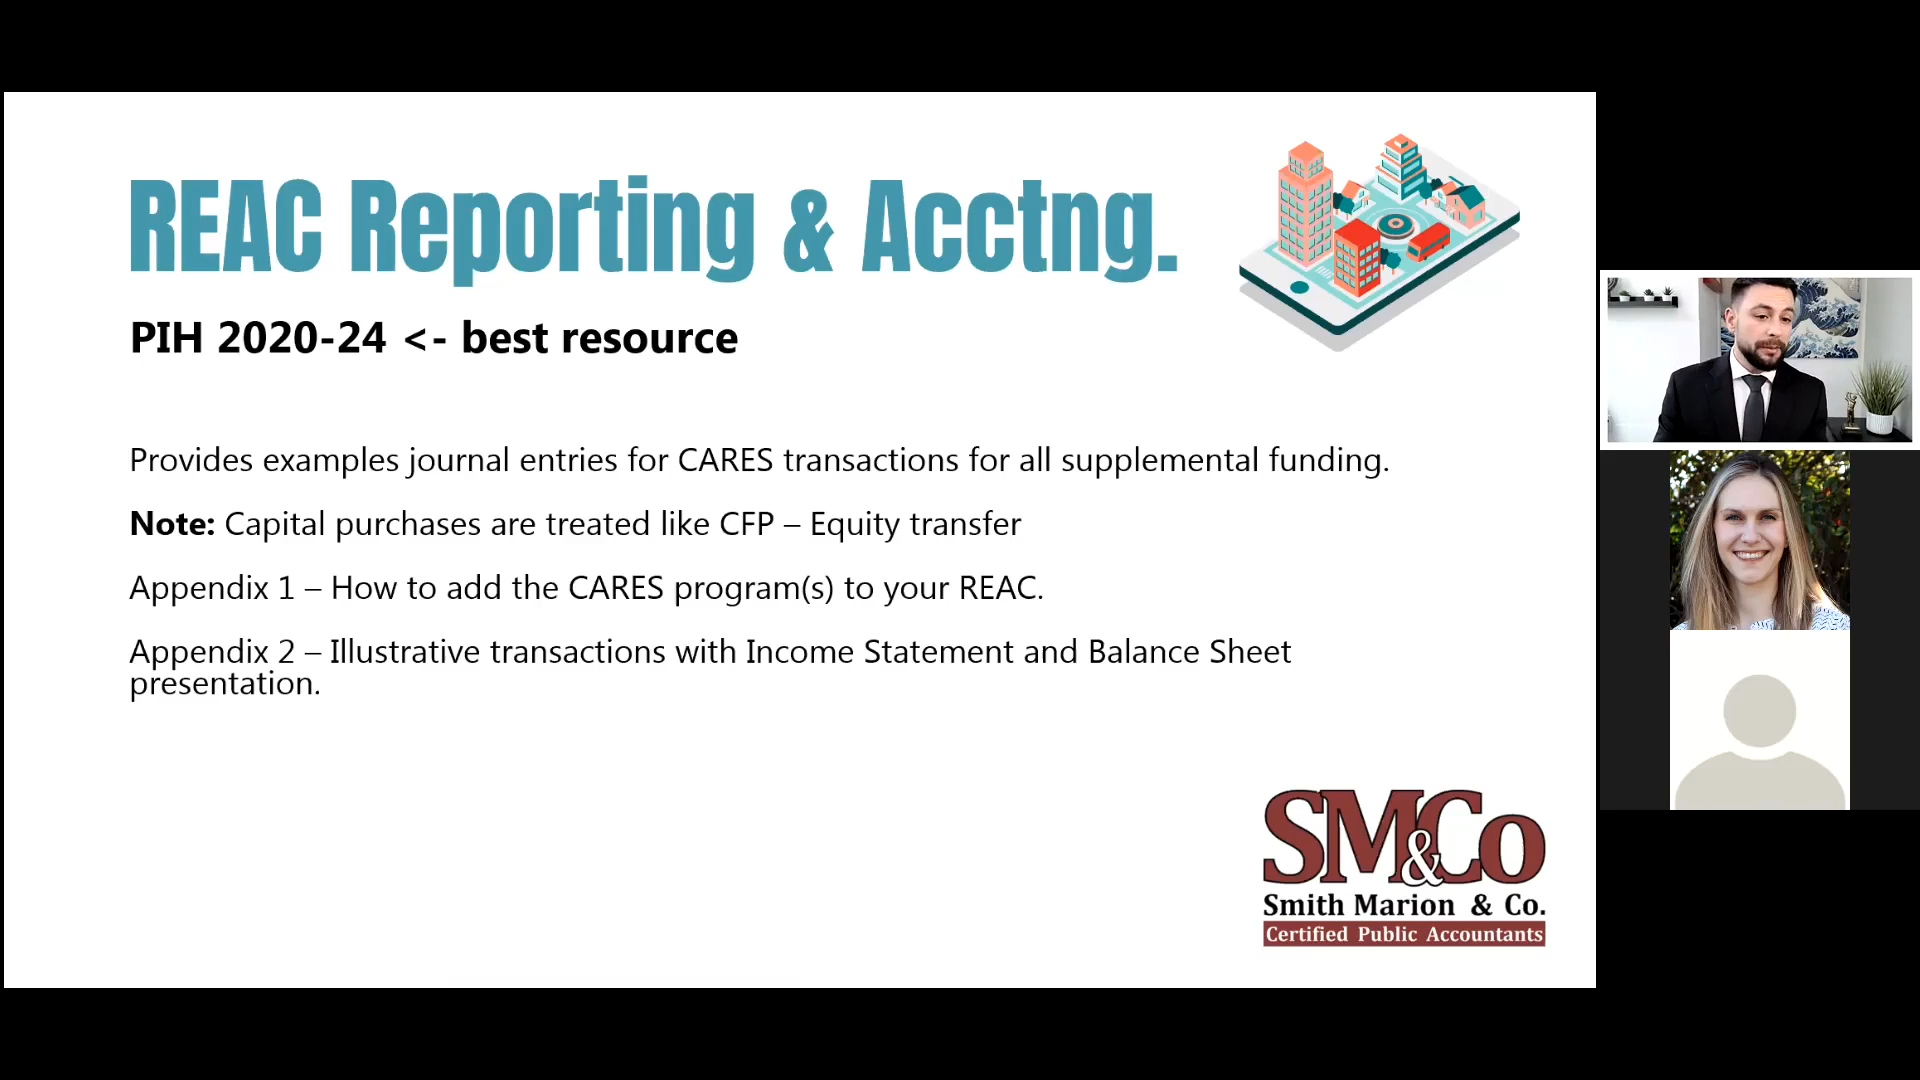 REAC Reporting & Acctng.
PIH 2020-24 <- best resource
Provides examples journal entries for CARES transactions for all supplemental funding.
Note: Capital purchases are treated like CFP – Equity transfer
Appendix 1 – How to add the CARES program(s) to your REAC.
Appendix 2 – Illustrative transactions with Income Statement and Balance Sheet
presentation.
SM&Co
Smith Marion & Co.
Certified Public Accountants